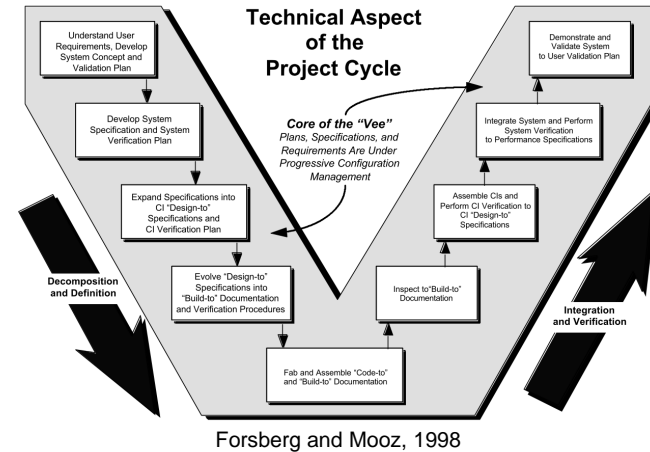 Technical Aspect
of the
Project Cycle
Understand User
Requirements, Develop
System Concept and
Validation Plan
Develop System
Specification and System
Verification Plan
Expand Specifications into
CI “Design-to”
Specifications and
CI Verification Plan
Evolve “Design-to”
Specifications into
“Build-to” Documentation
and Verification Procedures
Fab and Assemble “Code-to”
and “Build-to” Documentation
Inspect to“Build-to”
Documentation
Assemble CIs and
Perform CI Verification to
CI “Design-to”
Specifications
Integrate System and Perform
System Verification
to Performance Specifications
Demonstrate and
Validate System
to User Validation Plan
Core of the “Vee”
Plans, Specifications, and
Requirements Are Under
Progressive Configuration
Management
Decomposition
and Definition
Integration
and Verification
Forsberg and Mooz, 1998